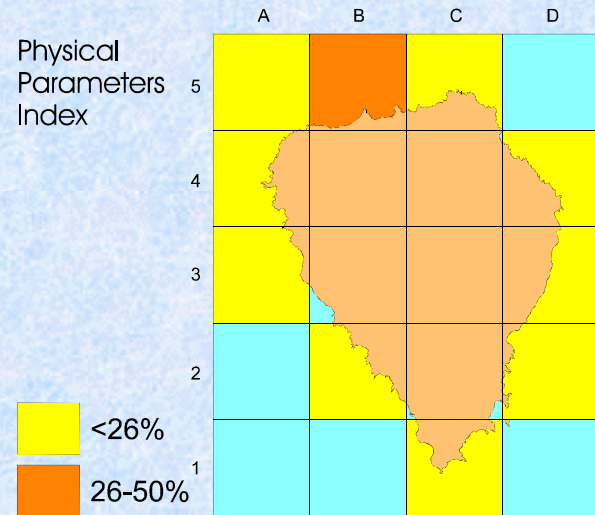 A B C D
Physical
Parameters
Index
5
4
3
2
1
<26%
26-50%